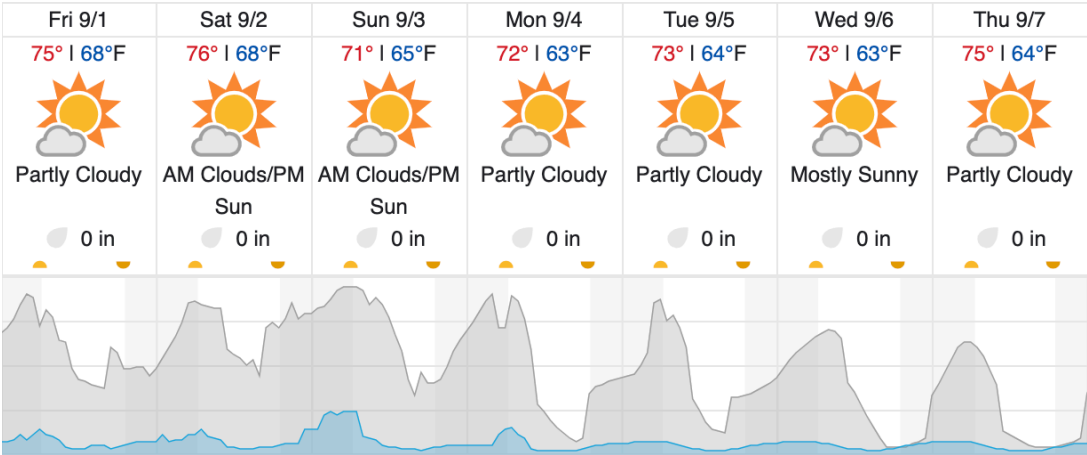 Fri 9/1 Sat 9/2 Sun 9/3 Mon 9/4 Tue 9/5 Wed 9/6 Thu 9/7
75° | 68°F 76° | 68°F 71° | 65°F 72° | 63°F 73° | 64°F 73° | 63°F 75° | 64°F
Partly Cloudy AM Clouds/PM AM Clouds/PM Partly Cloudy Partly Cloudy Mostly Sunny Partly Cloudy
Sun Sun
0 in 0 in 0 in 0 in 0 in 0 in 0 in